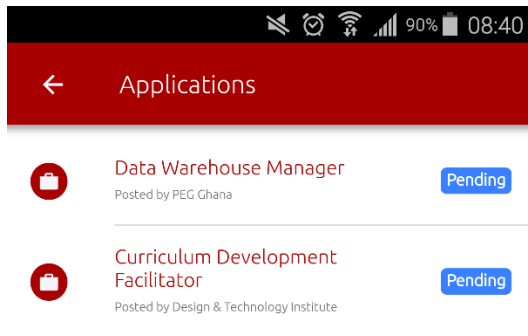 90% 08:40
Applications
Data Warehouse Manager
Posted by PEG Ghana
Pending
Curriculum Development
Facilitator
Posted by Design & Technology Institute
Pending